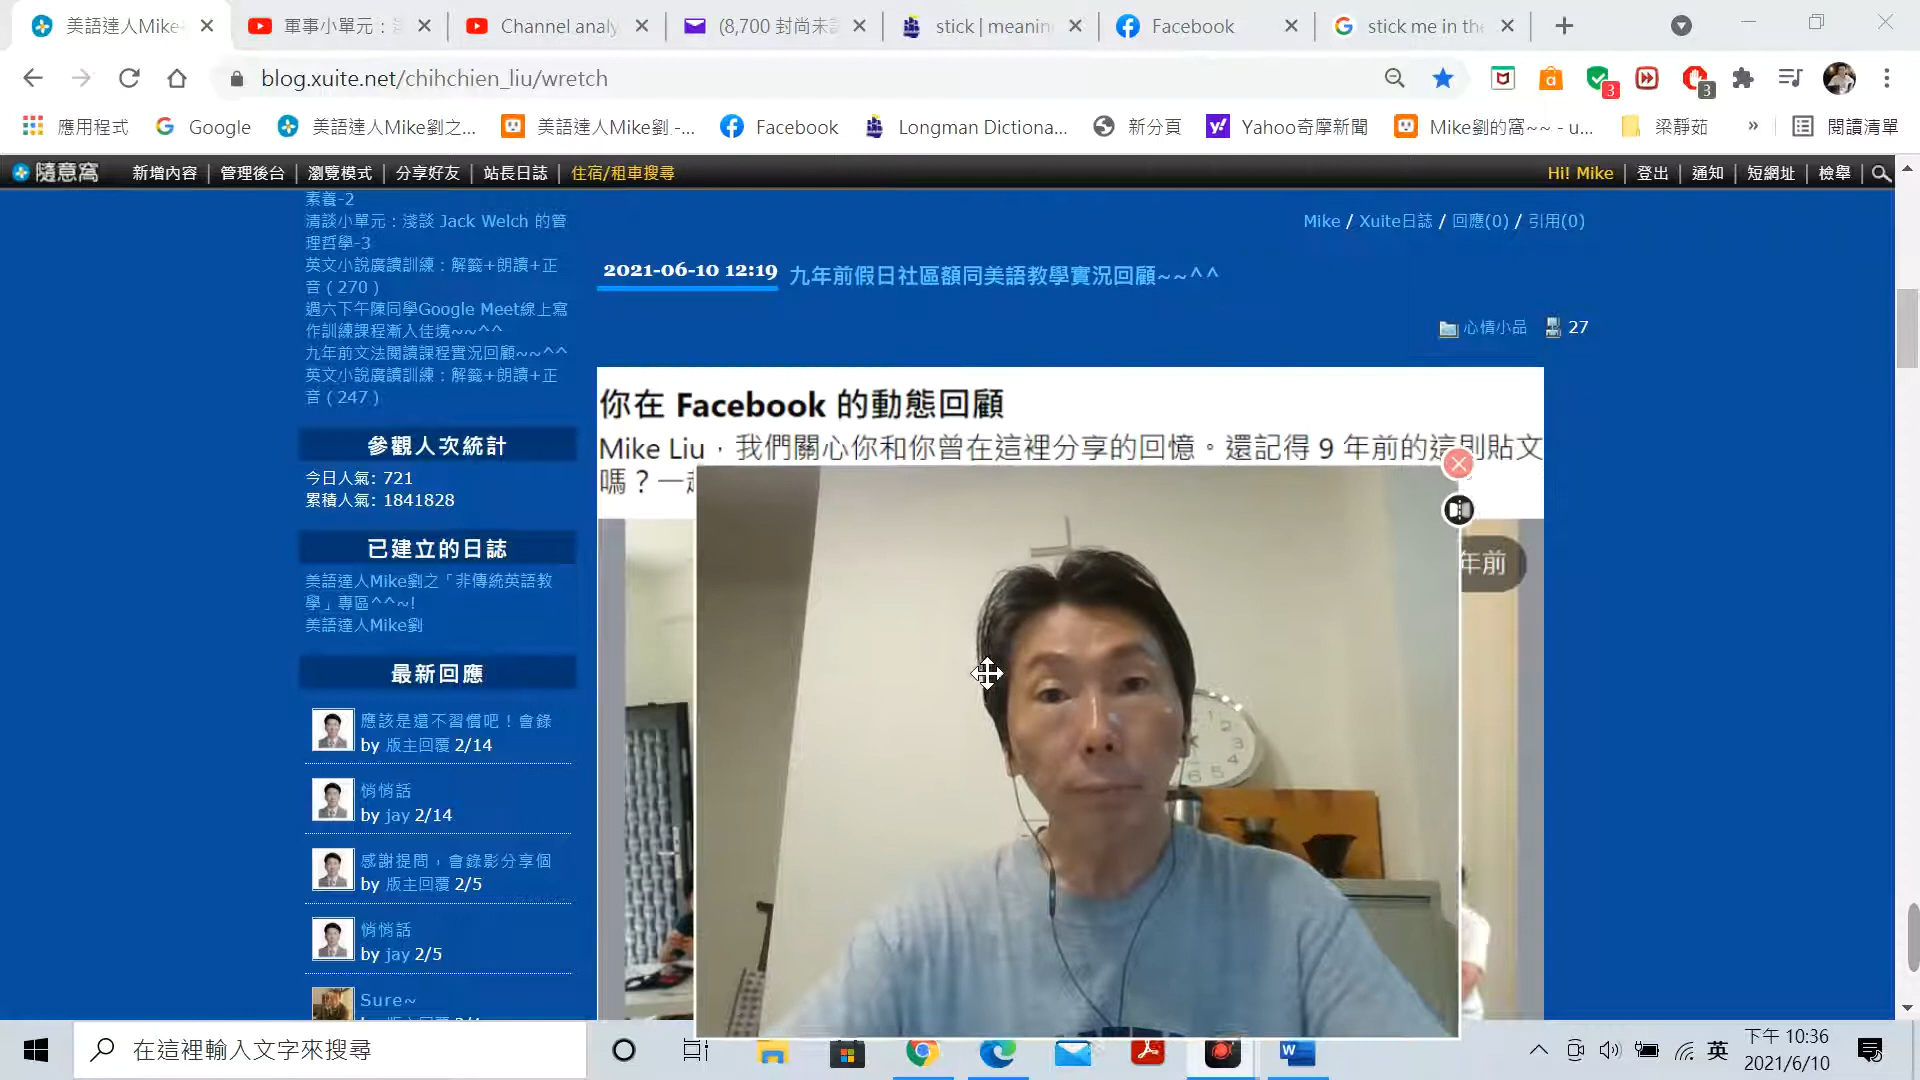 美語達人Mike
軍事小單元：淺
Channel analy
(8,700 封尚未
stick | meanin
Facebook
stick me in the
blog.xuite.net/chihchien_liu/wretch
3
3
應用程式
Google
美語達人Mike劉之...
美語達人Mike劉 -...
Facebook
Longman Dictiona...
新分頁
Yahoo奇摩新聞
Mike劉的窩~~ - u...
梁靜茹
»
閱讀清單
隨意窩
新增內容 | 管理後台 | 瀏覽模式 | 分享好友 | 站長日誌 | 住宿/租車搜尋
Hi! Mike | 登出 | 通知 | 短網址 | 檢舉
素養-2
清談小單元：淺談 Jack Welch 的管
理哲學-3
英文小說廣讀訓練：解籤+朗讀+正
音 ( 270 )
週六下午陳同學Google Meet線上寫
作訓練課程漸入佳境~~^^
九年前文法閱讀課程實況回顧~~^^
英文小說廣讀訓練：解籤+朗讀+正
音 ( 247 )
參觀人次統計
今日人氣: 721
累積人氣: 1841828
已建立的日誌
美語達人Mike劉之「非傳統英語教
學」專區^^~!
美語達人Mike劉
最新回應
應該是還不習慣吧！會錄
by 版主回覆 2/14
悄悄話
by jay 2/14
感謝提問，會錄影分享個
by 版主回覆 2/5
悄悄話
by jay 2/5
Sure~
Mike / Xuite日誌 / 回應(0) / 引用(0)
2021-06-10 12:19 九年前假日社區額同美語教學實況回顧~~^^
心情小品 27
你在 Facebook 的動態回顧
Mike Liu，我們關心你和你曾在這裡分享的回憶。還記得 9 年前的這則貼文
嗎？一
年前
在這裡輸入文字來搜尋
英
下午 10:36
2021/6/10